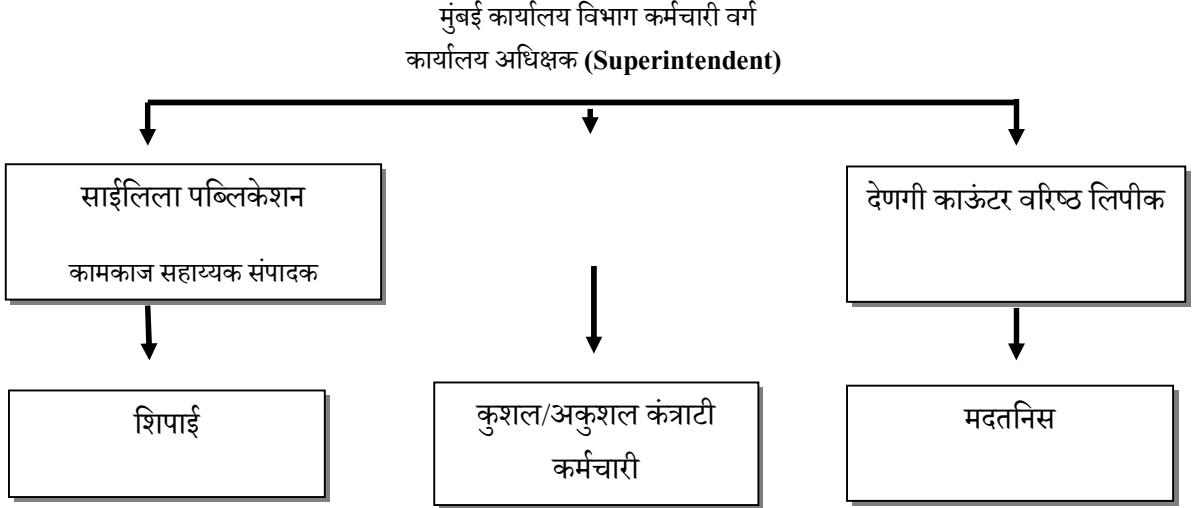 मुंबई कार्यालय विभाग कर्मचारी वर्ग
कार्यालय अधिक्षक (Superintendent)
साईलिला पब्लिकेशन
कामकाज सहाय्यक संपादक
देणगी काऊंटर वरिष्ठ लिपीक
शिपाई
कुशल/अकुशल कंत्राटी
कर्मचारी
मदतनिस